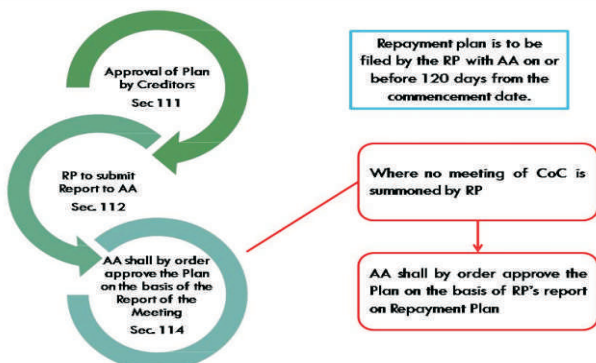 Approval of Plan
by Creditors
Sec 111
RP to submit
Report to AA
Sec. 112
AA shall by order
approve the Plan
on the basis of the
Report of the
Meeting
Sec. 114
Repayment plan is to be
filed by the RP with AA on or
before 120 days from the
commencement date.
Where no meeting of CoC is
summoned by RP
AA shall by order approve the
Plan on the basis of RP's report
on Repayment Plan